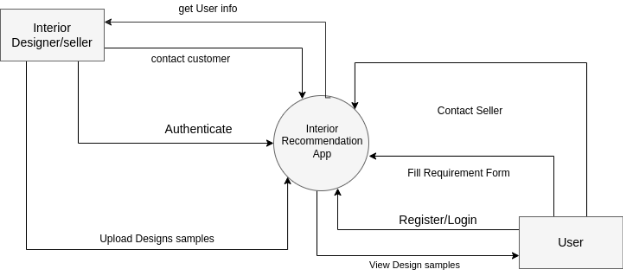 get User info
Interior
Designer/seller
contact customer
Contact Seller
Authenticate
Interior
Recommendation
App
Fill Requirement Form
Register/Login
Upload Designs samples
User
View Design samples